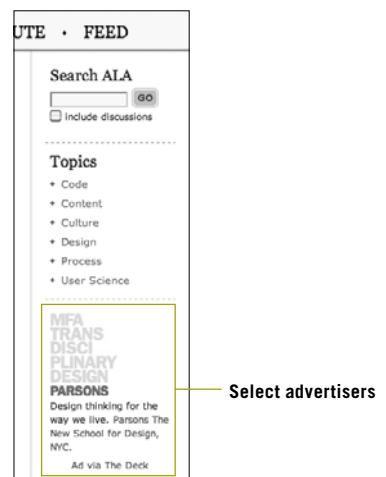 UTE • FEED
Search ALA
GO
include discussions
Topics
+ Code
+ Content
+ Culture
+ Design
+ Process
+ User Science
MFA
TRANS
DISCI
PLINARY
DESIGN
PARSONS
Design thinking for the
way we live. Parsons The
New School for Design,
NYC.
Ad via The Deck
Select advertisers